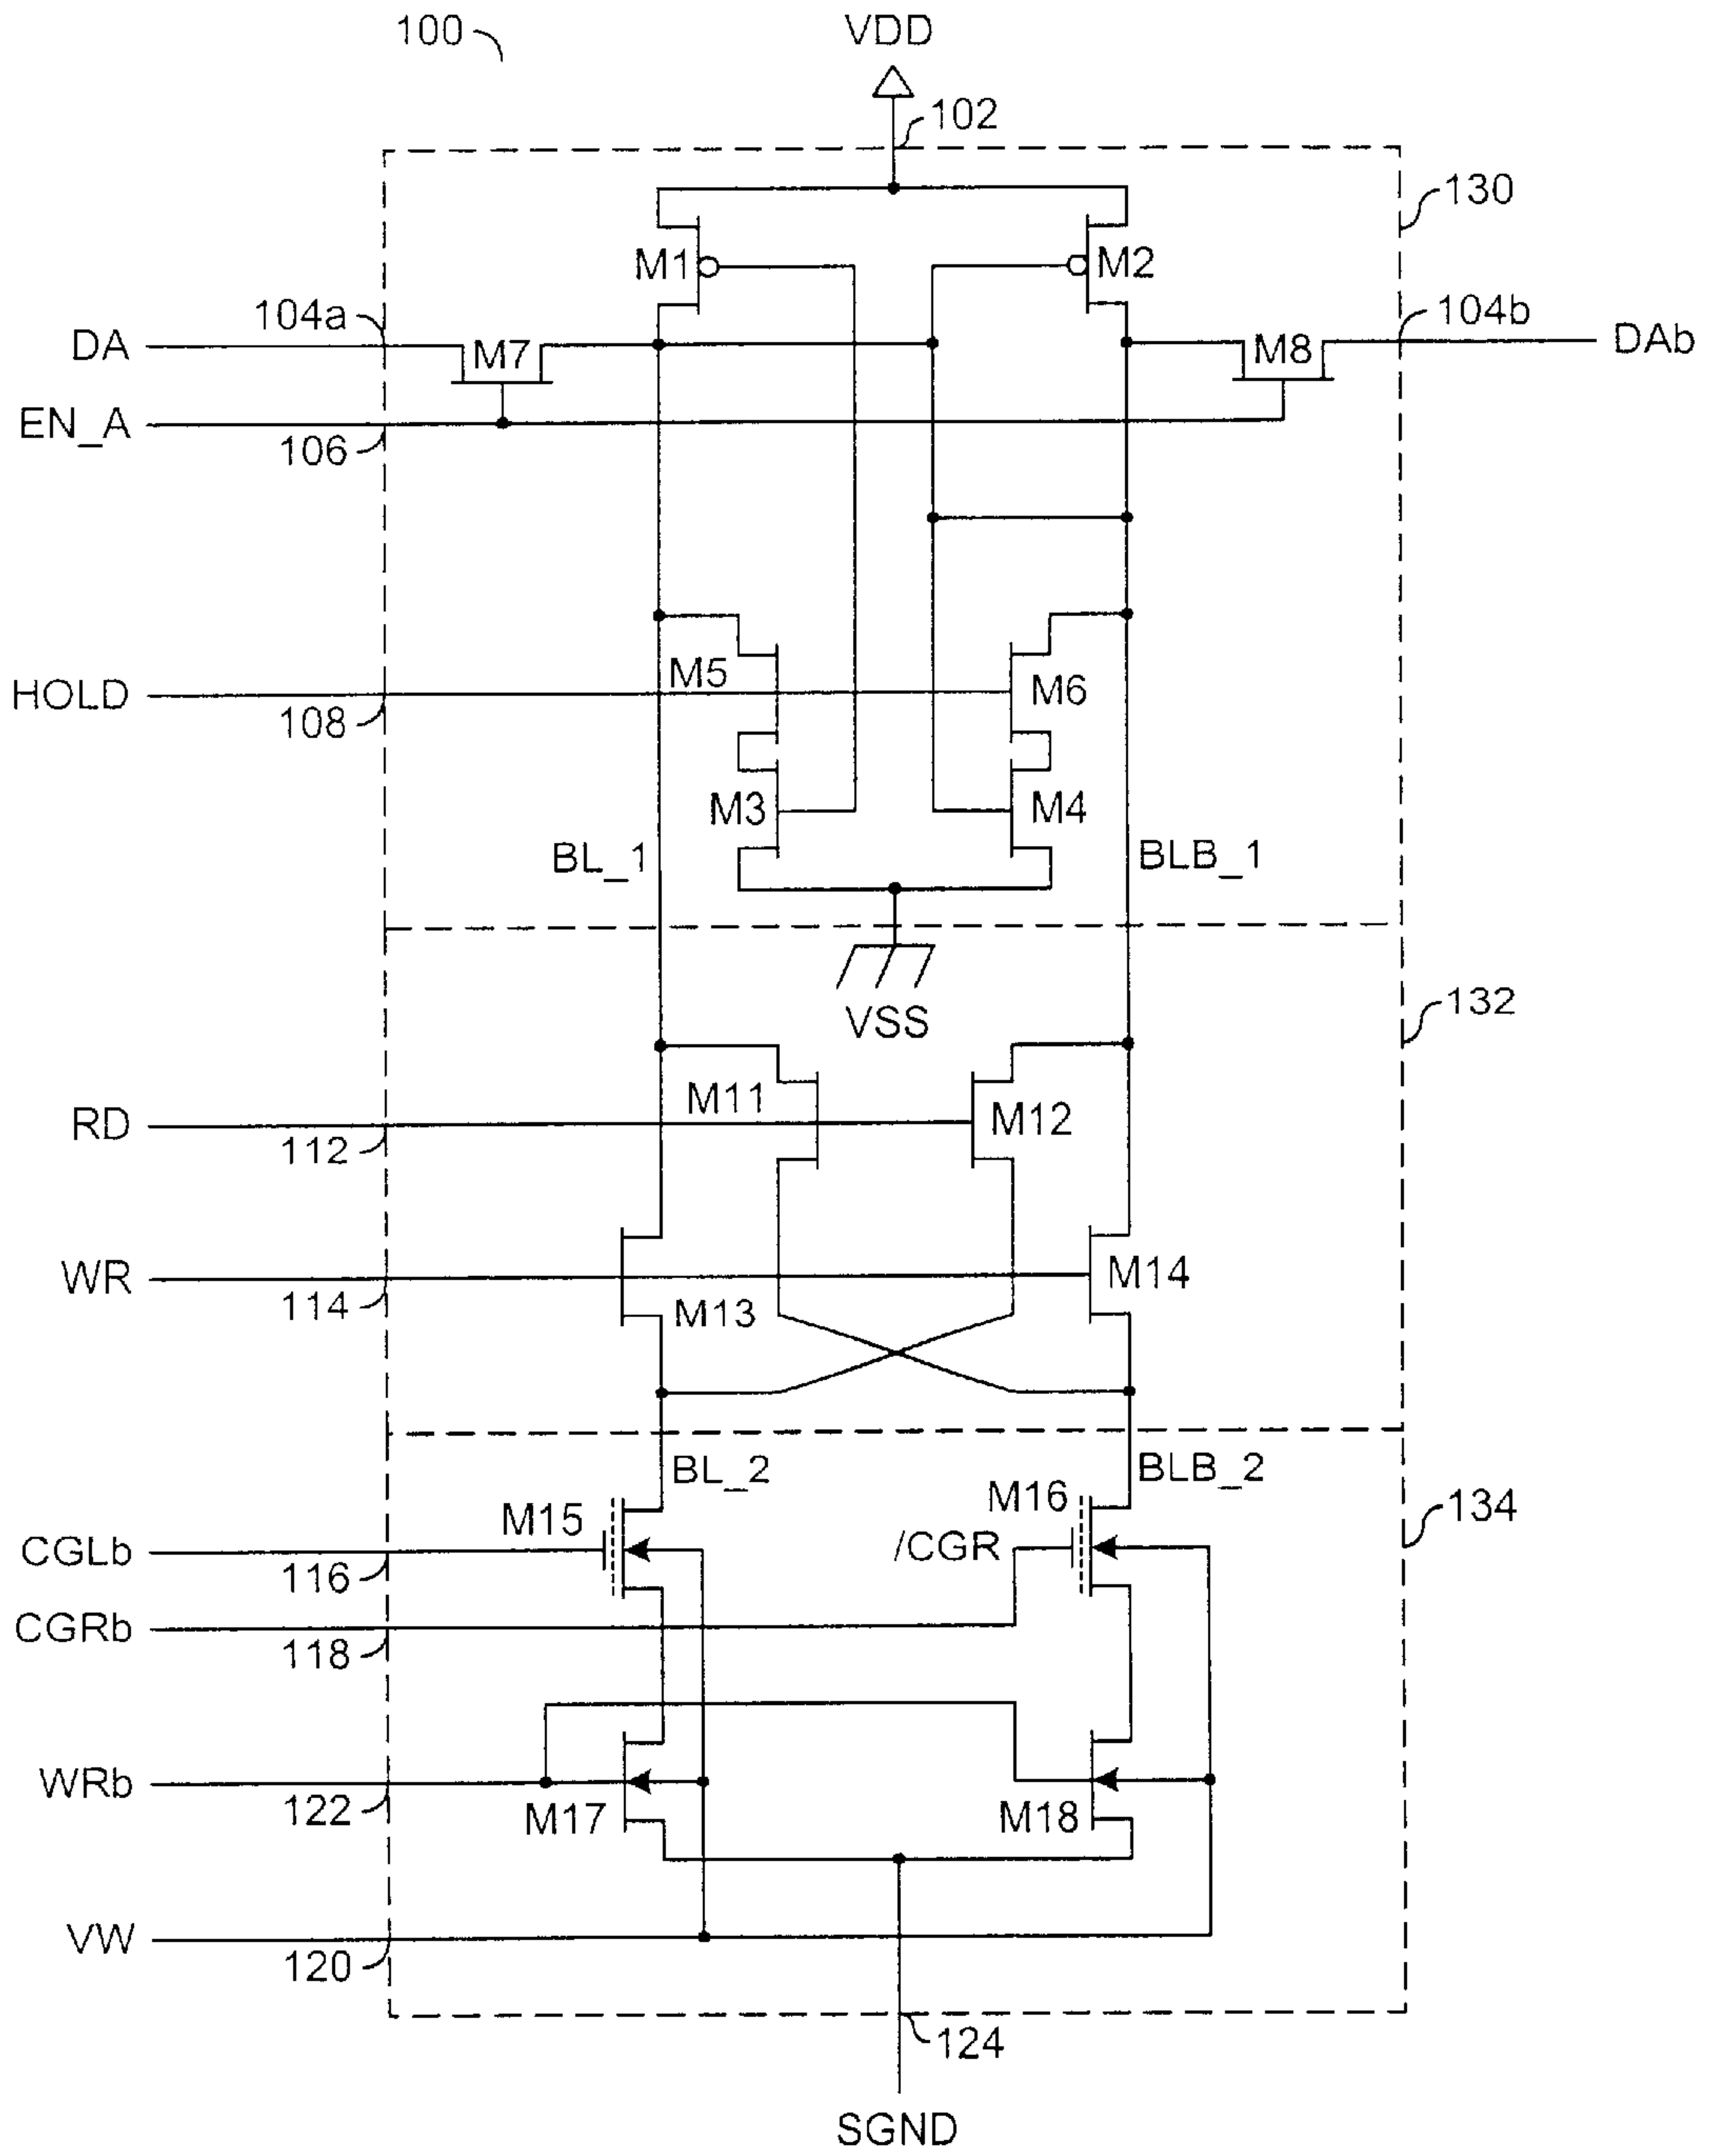 100
VDD
102
130
M1
M2
104a
104b
DA
M7
M8
DAb
EN_A
106
HOLD
M5
M6
108
M3
M4
BL_1
BLB_1
VSS
132
RD
M11
M12
112
WR
M14
114
M13
BL_2
BLB_2
M15
M16
134
CGLb
/CGR
116
CGRb
118
WRb
122
M17
M18
VW
120
124
SGND